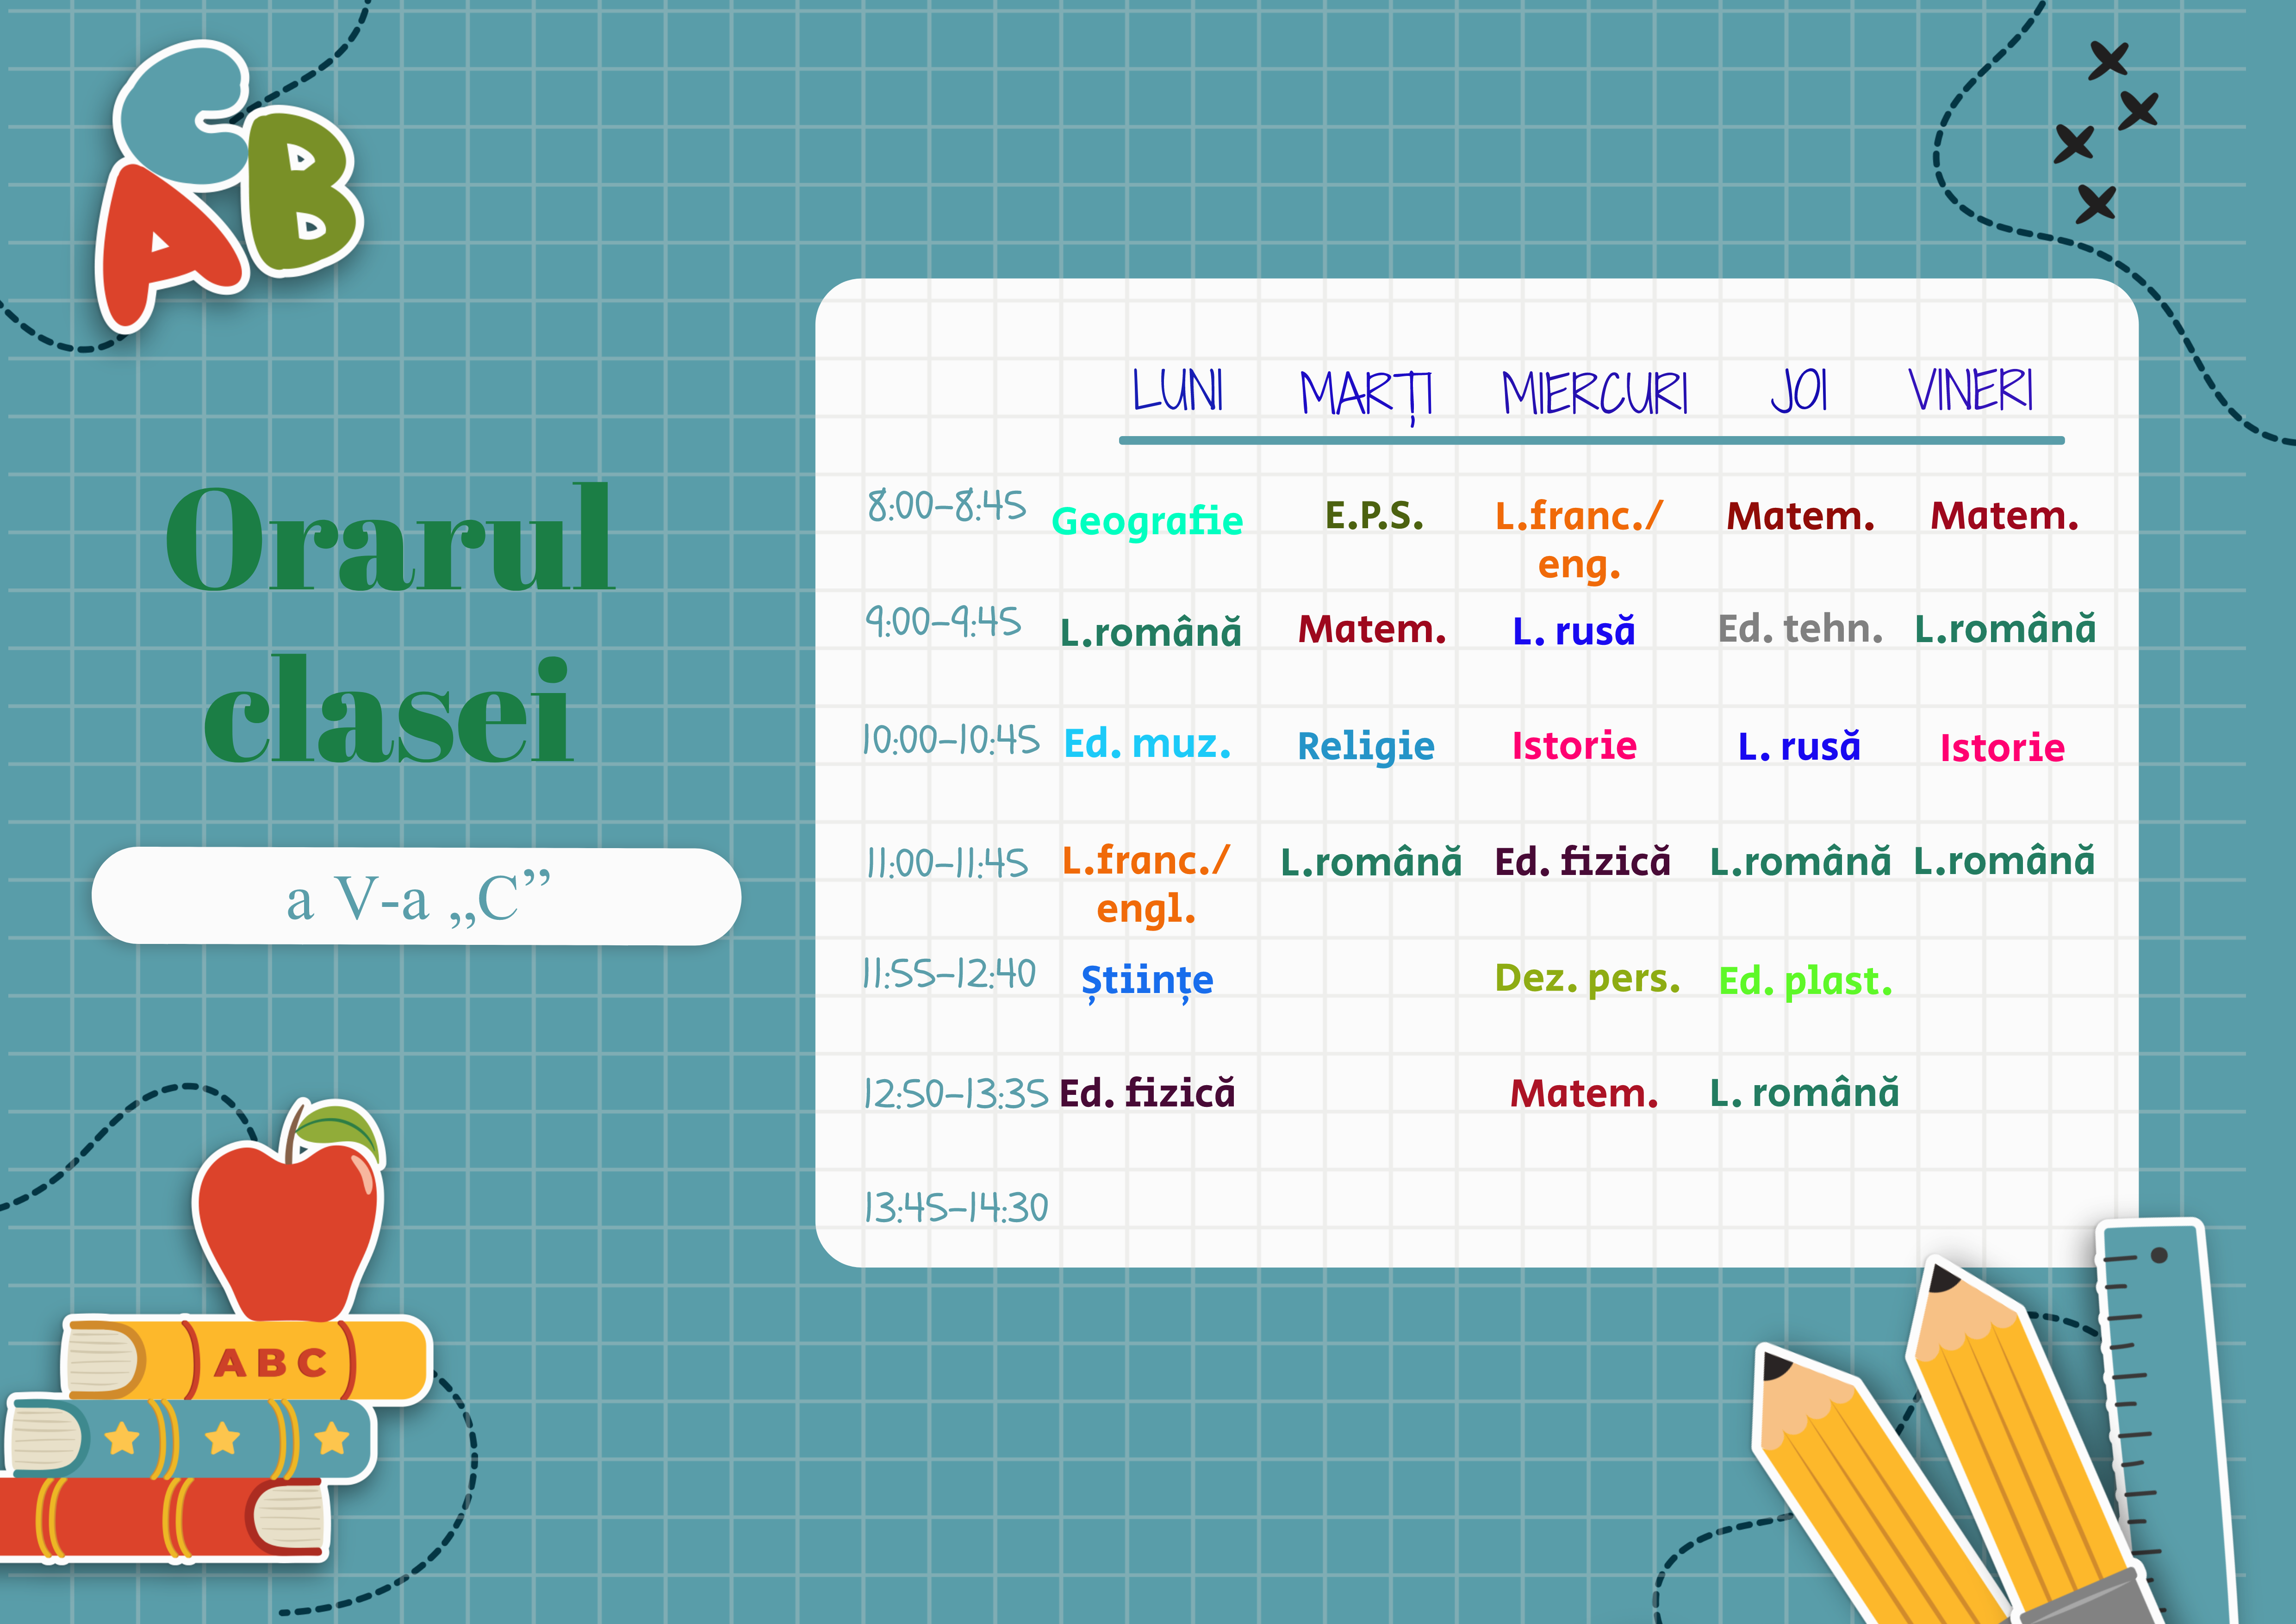 C
A B
Orarul
clasei
a V-a „C”
LUNI MARȚI MIERCURI JOI VINERI
8:00-8:45 Geografie E.P.S. L.franc./ Matem. Matem.
eng.
9:00-9:45 L.română Matem. L. rusă Ed. tehn. L.română
10:00-10:45 Ed. muz. Religie Istorie L. rusă Istorie
11:00-11:45 L.franc./ L.română Ed. fizică L.română L.română
engl.
11:55-12:40 Științe Dez. pers. Ed. plast.
12:50-13:35 Ed. fizică Matem. L. română
13:45-14:30
A B C